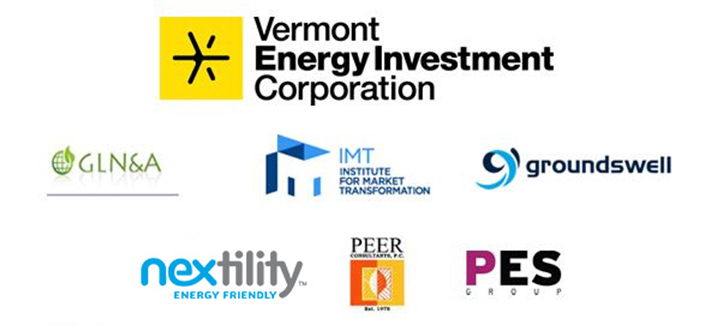 Vermont
Energy Investment
Corporation
GLN&A
IMT
INSTITUTE
FOR MARKET
TRANSFORMATION
groundswell
nextility™
ENERGY FRIENDLY
PEER
CONSULTANTS, P.C.
Est. 1978
PES
GROUP